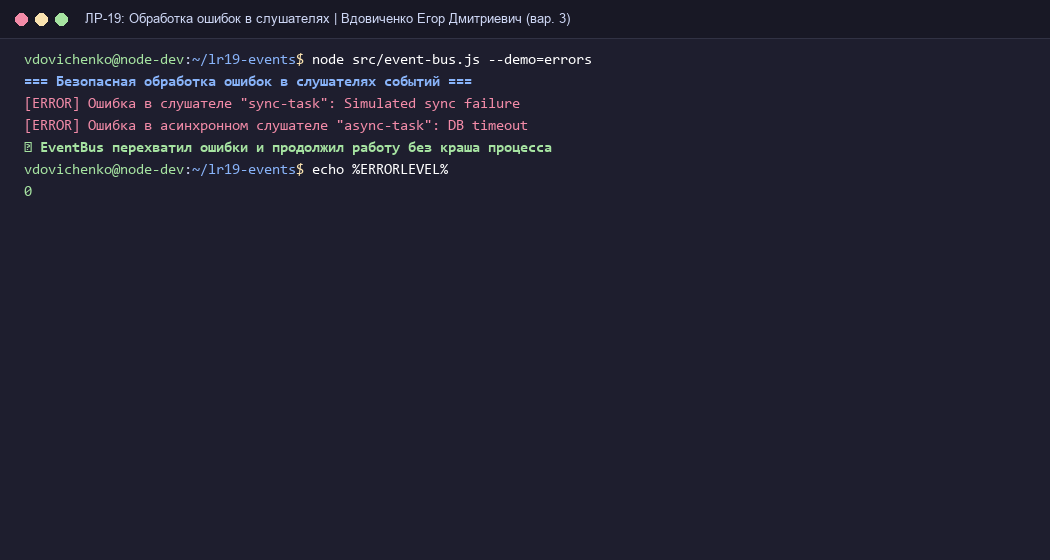 ЛР-19: Обработка ошибок в слушателях | Вдовиченко Егор Дмитриевич (вар. 3)
vdovichenko@node-dev:~/lr19-events$ node src/event-bus.js --demo=errors
=== Безопасная обработка ошибок в слушателях событий ===
[ERROR] Ошибка в слушателе "sync-task": Simulated sync failure
[ERROR] Ошибка в асинхронном слушателе "async-task": DB timeout
EventBus перехватил ошибки и продолжил работу без краша процесса
vdovichenko@node-dev:~/lr19-events$ echo %ERRORLEVEL%
0